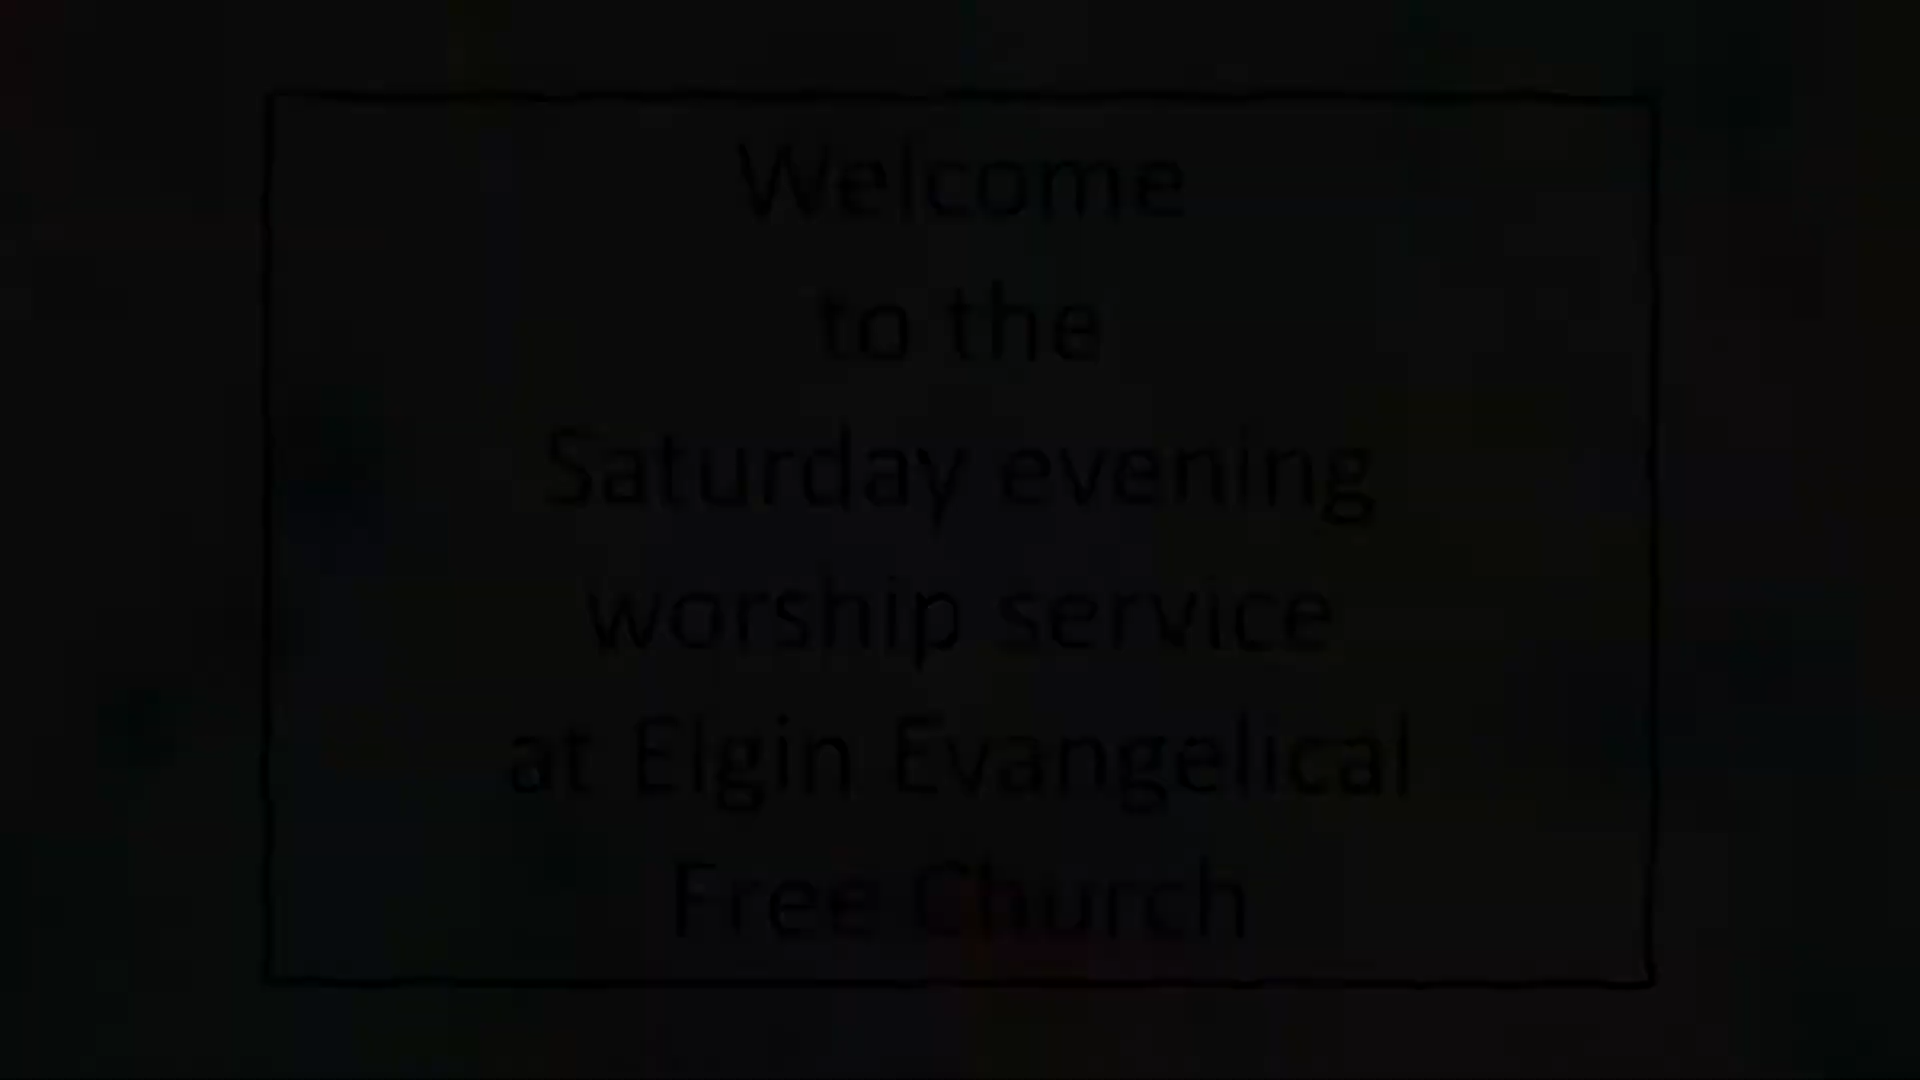 Welcome
to the
Saturday evening
worship service
at Elgin Evangelical
Free Church